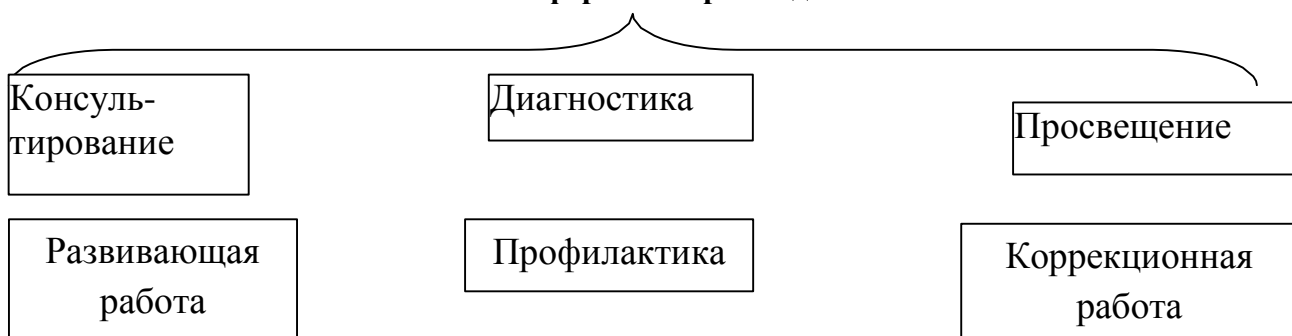 Консуль-
тирование
Диагностика
Просвещение
Развивающая
работа
Профилактика
Коррекционная
работа